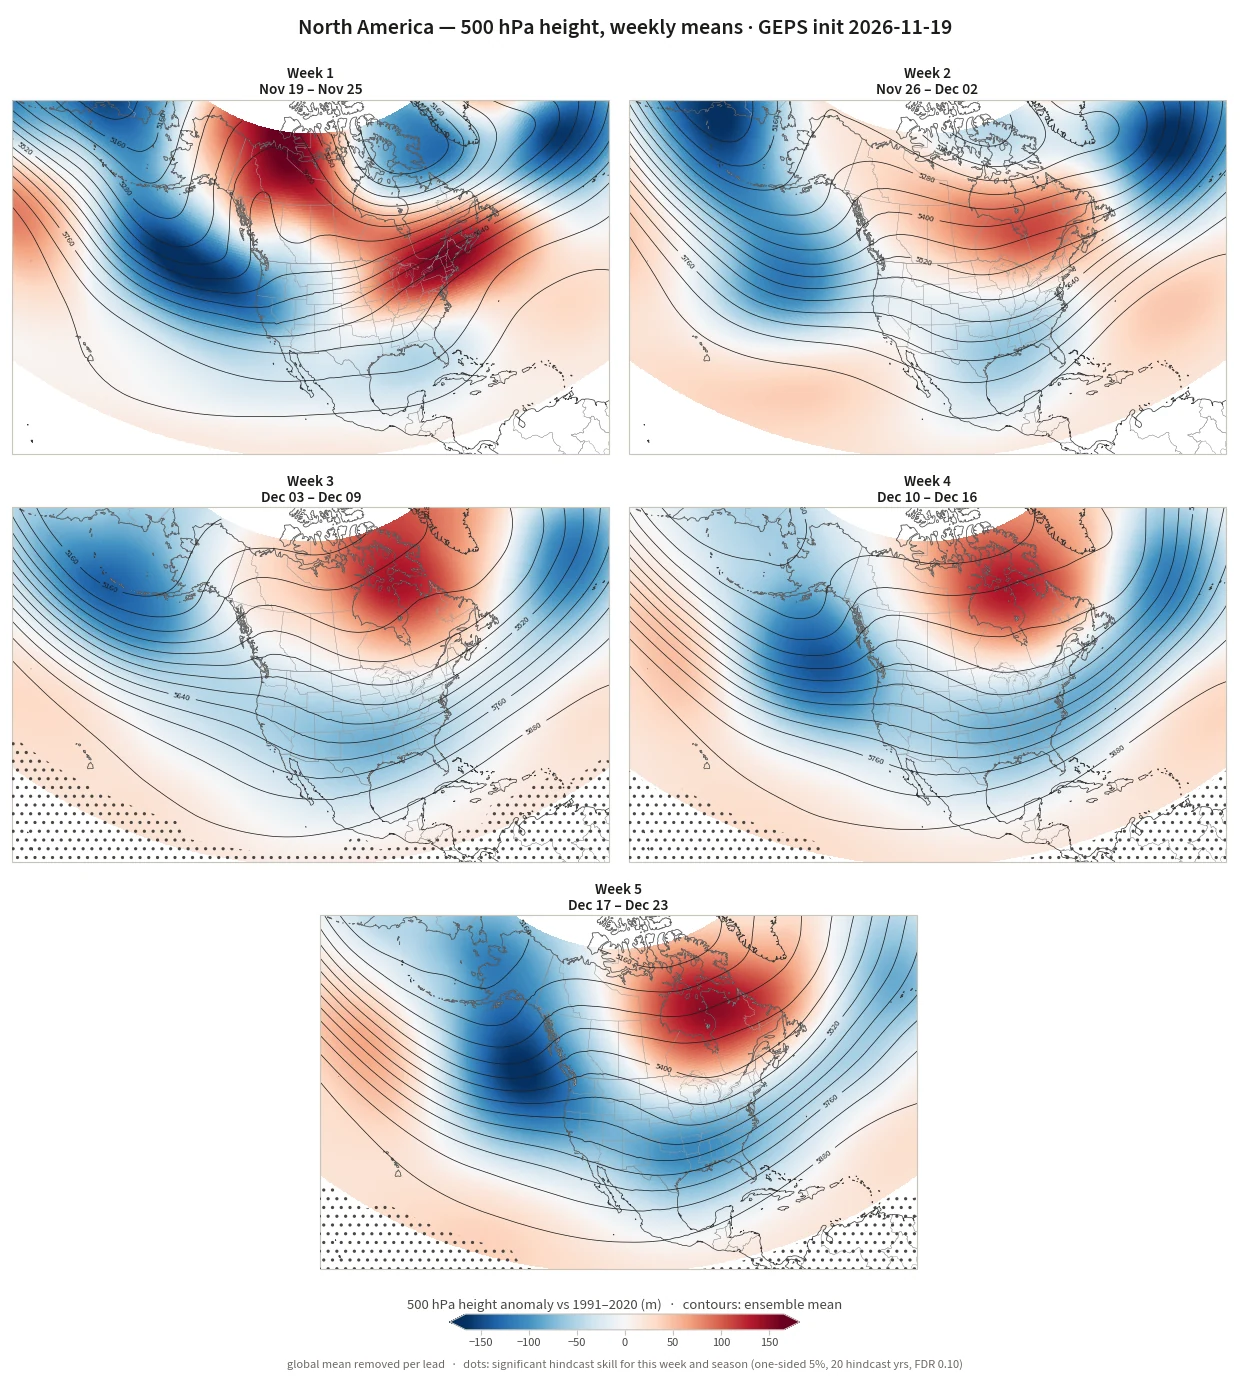 North America — 500 hPa height, weekly means · GEPS init 2026-11-19
Week 1
Nov 19 – Nov 25
Week 2
Nov 26 – Dec 02
Week 3
Dec 03 – Dec 09
Week 4
Dec 10 – Dec 16
Week 5
Dec 17 – Dec 23
500 hPa height anomaly vs 1991–2020 (m) · contours: ensemble mean
−150 −100 −50 0 50 100 150
global mean removed per lead · dots: significant hindcast skill for this week and season (one-sided 5%, 20 hindcast yrs, FDR 0.10)